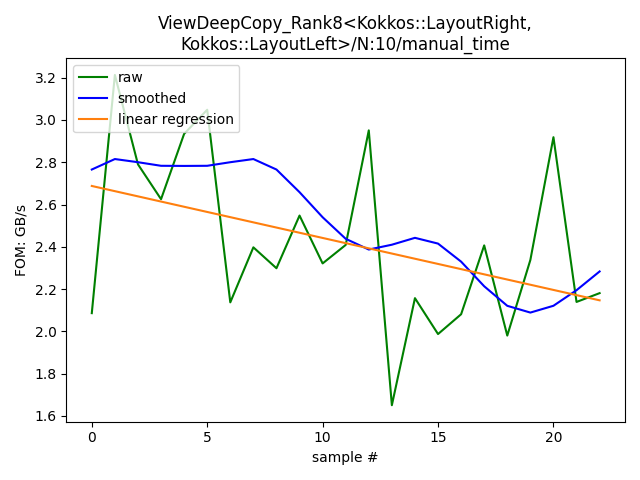 ViewDeepCopy_Rank8<Kokkos::LayoutRight,
Kokkos::LayoutLeft>/N:10/manual_time
raw
smoothed
linear regression
FOM: GB/s
3.2
3.0
2.8
2.6
2.4
2.2
2.0
1.8
1.6
0
5
10
15
20
sample #